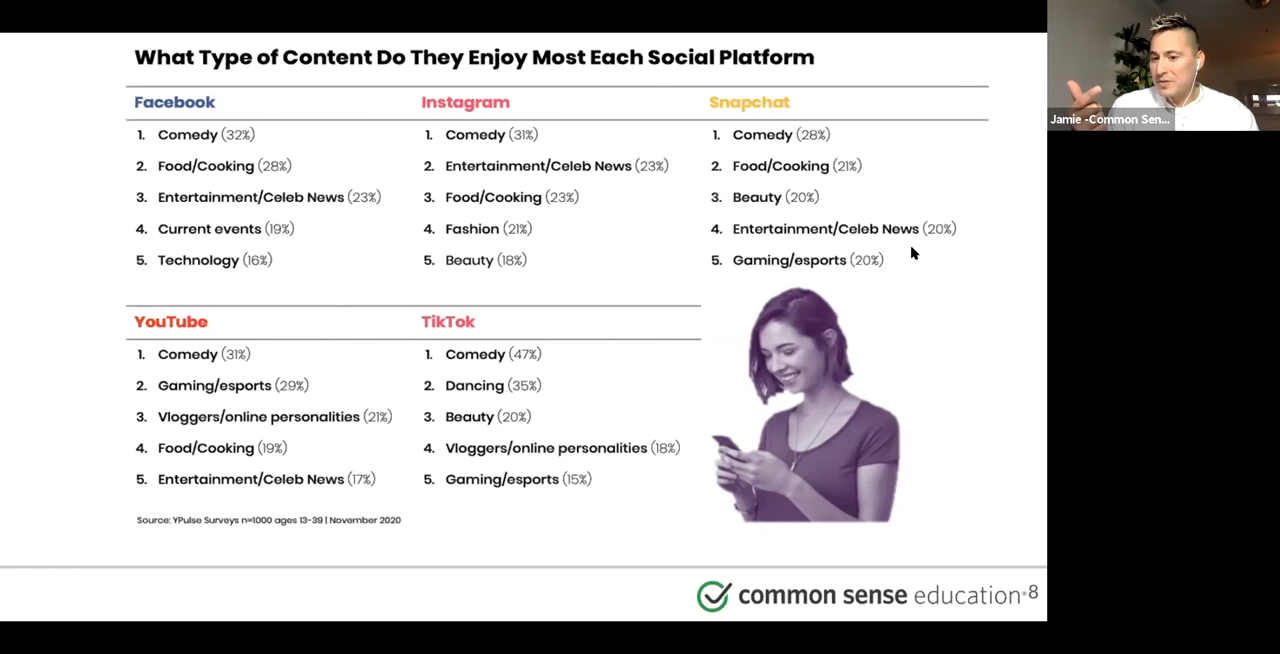 What Type of Content Do They Enjoy Most Each Social Platform
Facebook
1. Comedy (32%)
2. Food/Cooking (28%)
3. Entertainment/Celeb News (23%)
4. Current events (19%)
5. Technology (16%)
Instagram
1. Comedy (31%)
2. Entertainment/Celeb News (23%)
3. Food/Cooking (23%)
4. Fashion (21%)
5. Beauty (18%)
Snapchat
1. Comedy (28%)
2. Food/Cooking (21%)
3. Beauty (20%)
4. Entertainment/Celeb News (20%)
5. Gaming/esports (20%)
YouTube
1. Comedy (31%)
2. Gaming/esports (29%)
3. Vloggers/online personalities (21%)
4. Food/Cooking (19%)
5. Entertainment/Celeb News (17%)
TikTok
1. Comedy (47%)
2. Dancing (35%)
3. Beauty (20%)
4. Vloggers/online personalities (18%)
5. Gaming/esports (15%)
Source: YPulse Surveys n=1000 ages 13-39 | November 2020
common sense education® 8
Jamie -Common Sen...